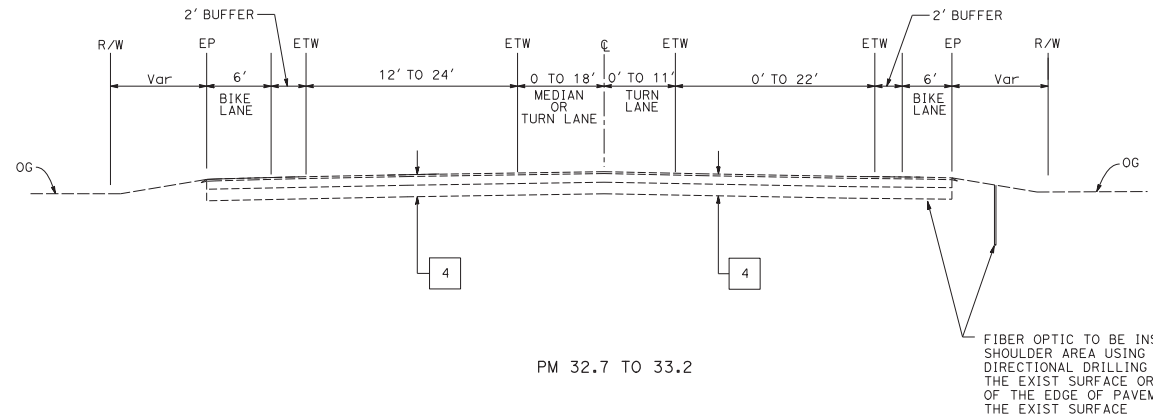 2' BUFFER
2' BUFFER
R/W
EP
ETW
ETW
℄
ETW
ETW
EP
R/W
Var
6'
12' TO 24'
0 TO 18'
0' TO 11'
0' TO 22'
6'
Var
BIKE
LANE
MEDIAN
OR
TURN LANE
TURN
LANE
BIKE
LANE
OG
OG
4
4
PM 32.7 TO 33.2
FIBER OPTIC TO BE
SHOULDER AREA USING
DIRECTIONAL DRILLING
THE EXIST SURFACE OR
OF THE EDGE OF
THE EXIST SURFACE